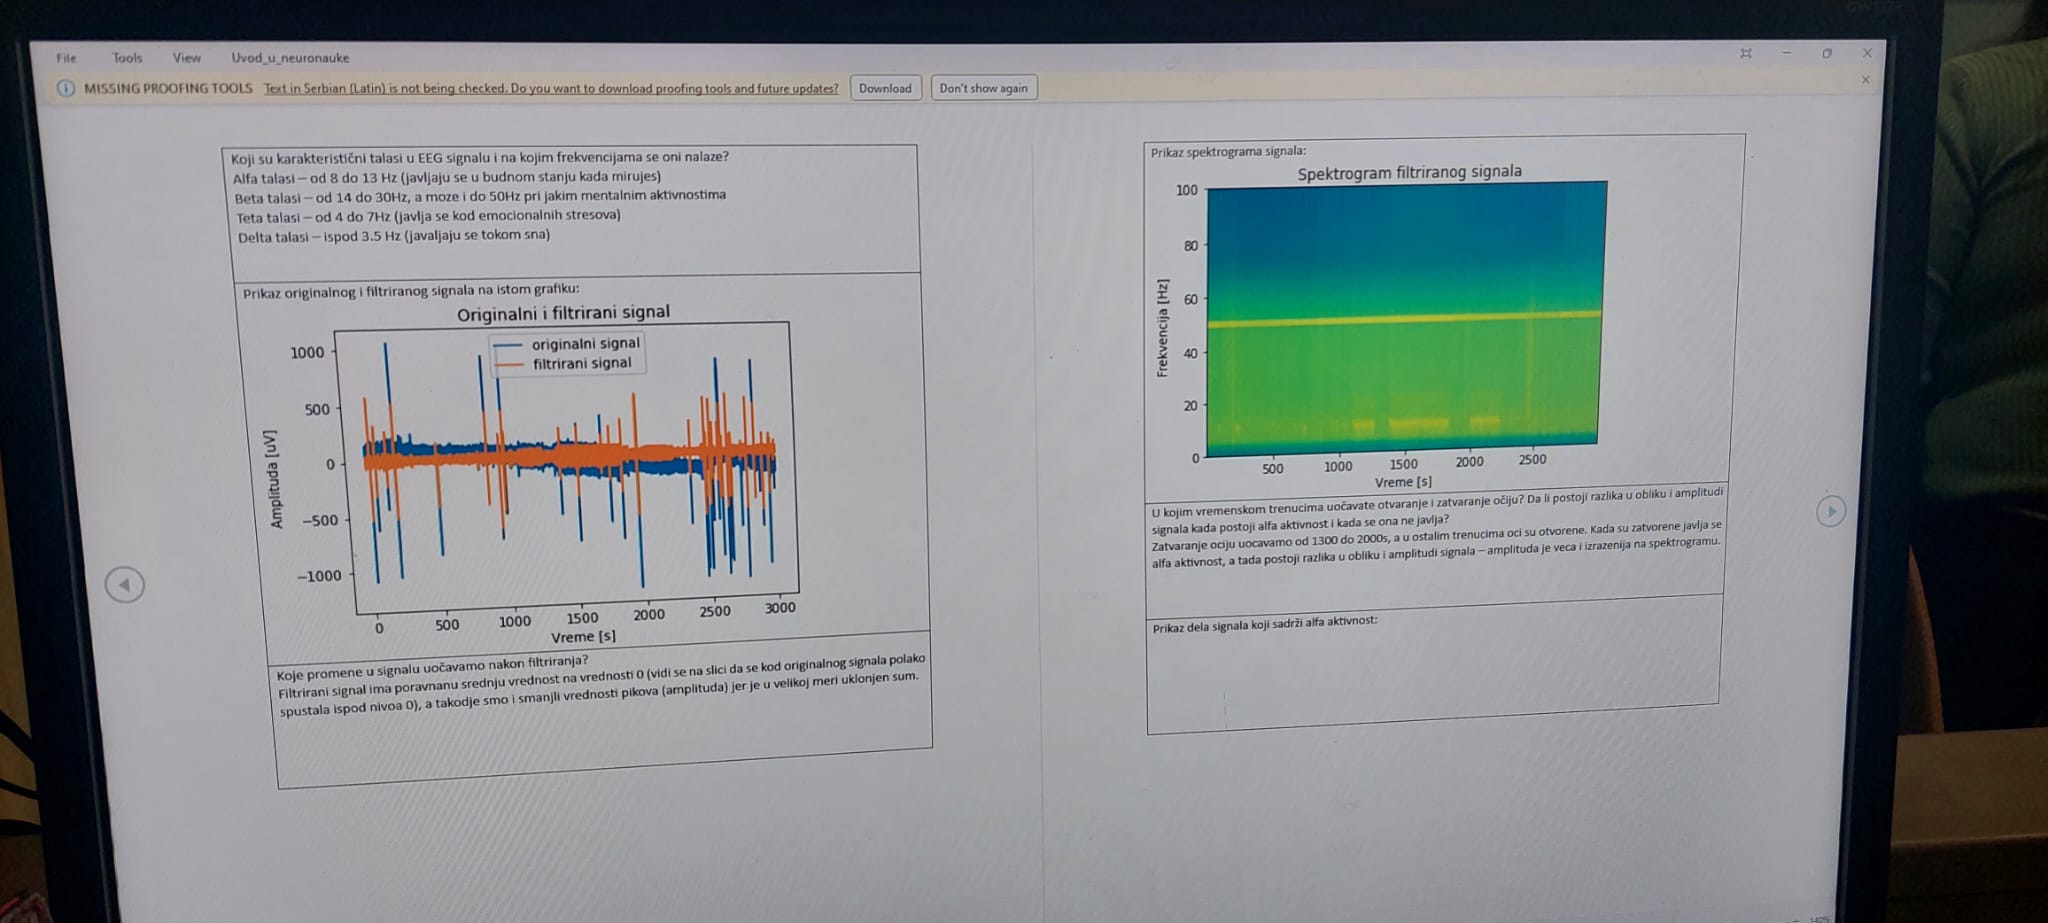 File Tools View Uvod_u_neuronauke
MISSING PROOFING TOOLS Text in Serbian (Latin) is not being checked. Do you want to download proofing tools and future updates? Download Don't show again
Koji su karakteristični talasi u EEG signalu i na kojim frekvencijama se oni nalaze?
Alfa talasi – od 8 do 13 Hz (javljaju se u budnom stanju kada mirujes)
Beta talasi – od 14 do 30Hz, a moze i do 50Hz pri jakim mentalnim aktivnostima
Teta talasi – od 4 do 7Hz (javlja se kod emocionalnih stresova)
Delta talasi – ispod 3.5 Hz (javaljaju se tokom sna)
Prikaz originalnog i filtriranog signala na istom grafiku:
Originalni i filtrirani signal
originalni signal
filtrirani signal
Amplituda [uV]
1000
500
0
−500
−1000
0 500 1000 1500 2000 2500 3000
Vreme [s]
Koje promene u signalu uočavamo nakon filtriranja?
Filtrirani signal ima poravnanu srednju vrednost na vrednosti 0 (vidi se na slici da se kod originalnog signala polako
spustala ispod nivoa 0), a takodje smo i smanjli vrednosti pikova (amplituda) jer je u velikoj meri uklonjen sum.
Prikaz spektrograma signala:
Spektrogram filtriranog signala
Frekvencija [Hz]
100
80
60
40
20
0
500 1000 1500 2000 2500
Vreme [s]
U kojim vremenskom trenucima uočavate otvaranje i zatvaranje očiju? Da li postoji razlika u obliku i amplitudi
signala kada postoji alfa aktivnost i kada se ona ne javlja?
Zatvaranje ociju uocavamo od 1300 do 2000s, a u ostalim trenucima oci su otvorene. Kada su zatvorene javlja se
alfa aktivnost, a tada postoji razlika u obliku i amplitudi signala – amplituda je veca i izrazenija na spektrogramu.
Prikaz dela signala koji sadrži alfa aktivnost: